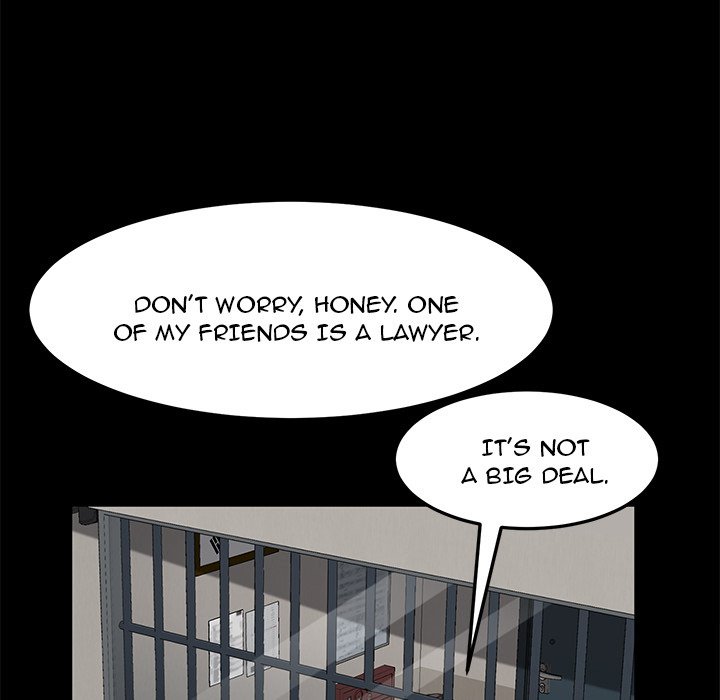 DON'T WORRY, HONEY. ONE
OF MY FRIENDS IS A LAWYER.
IT'S NOT
A BIG DEAL.